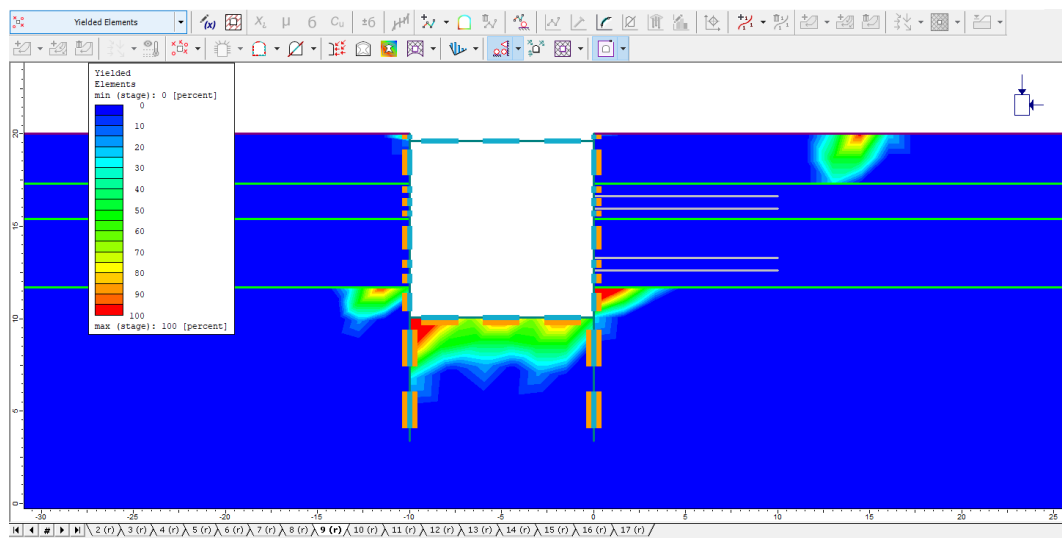 Yielded Elements
(x)
X꜀ μ б Cᵤ ±б
Yielded
Elements
min (stage): 0 [percent]
0
10
20
30
40
50
60
70
80
90
100
max (stage): 100 [percent]
20
15
10
5
0
-30 -25 -20 -15 -10 -5 0 5 10 15 20 25
# 2 (r) 3 (r) 4 (r) 5 (r) 6 (r) 7 (r) 8 (r) 9 (r) 10 (r) 11 (r) 12 (r) 13 (r) 14 (r) 15 (r) 16 (r) 17 (r)